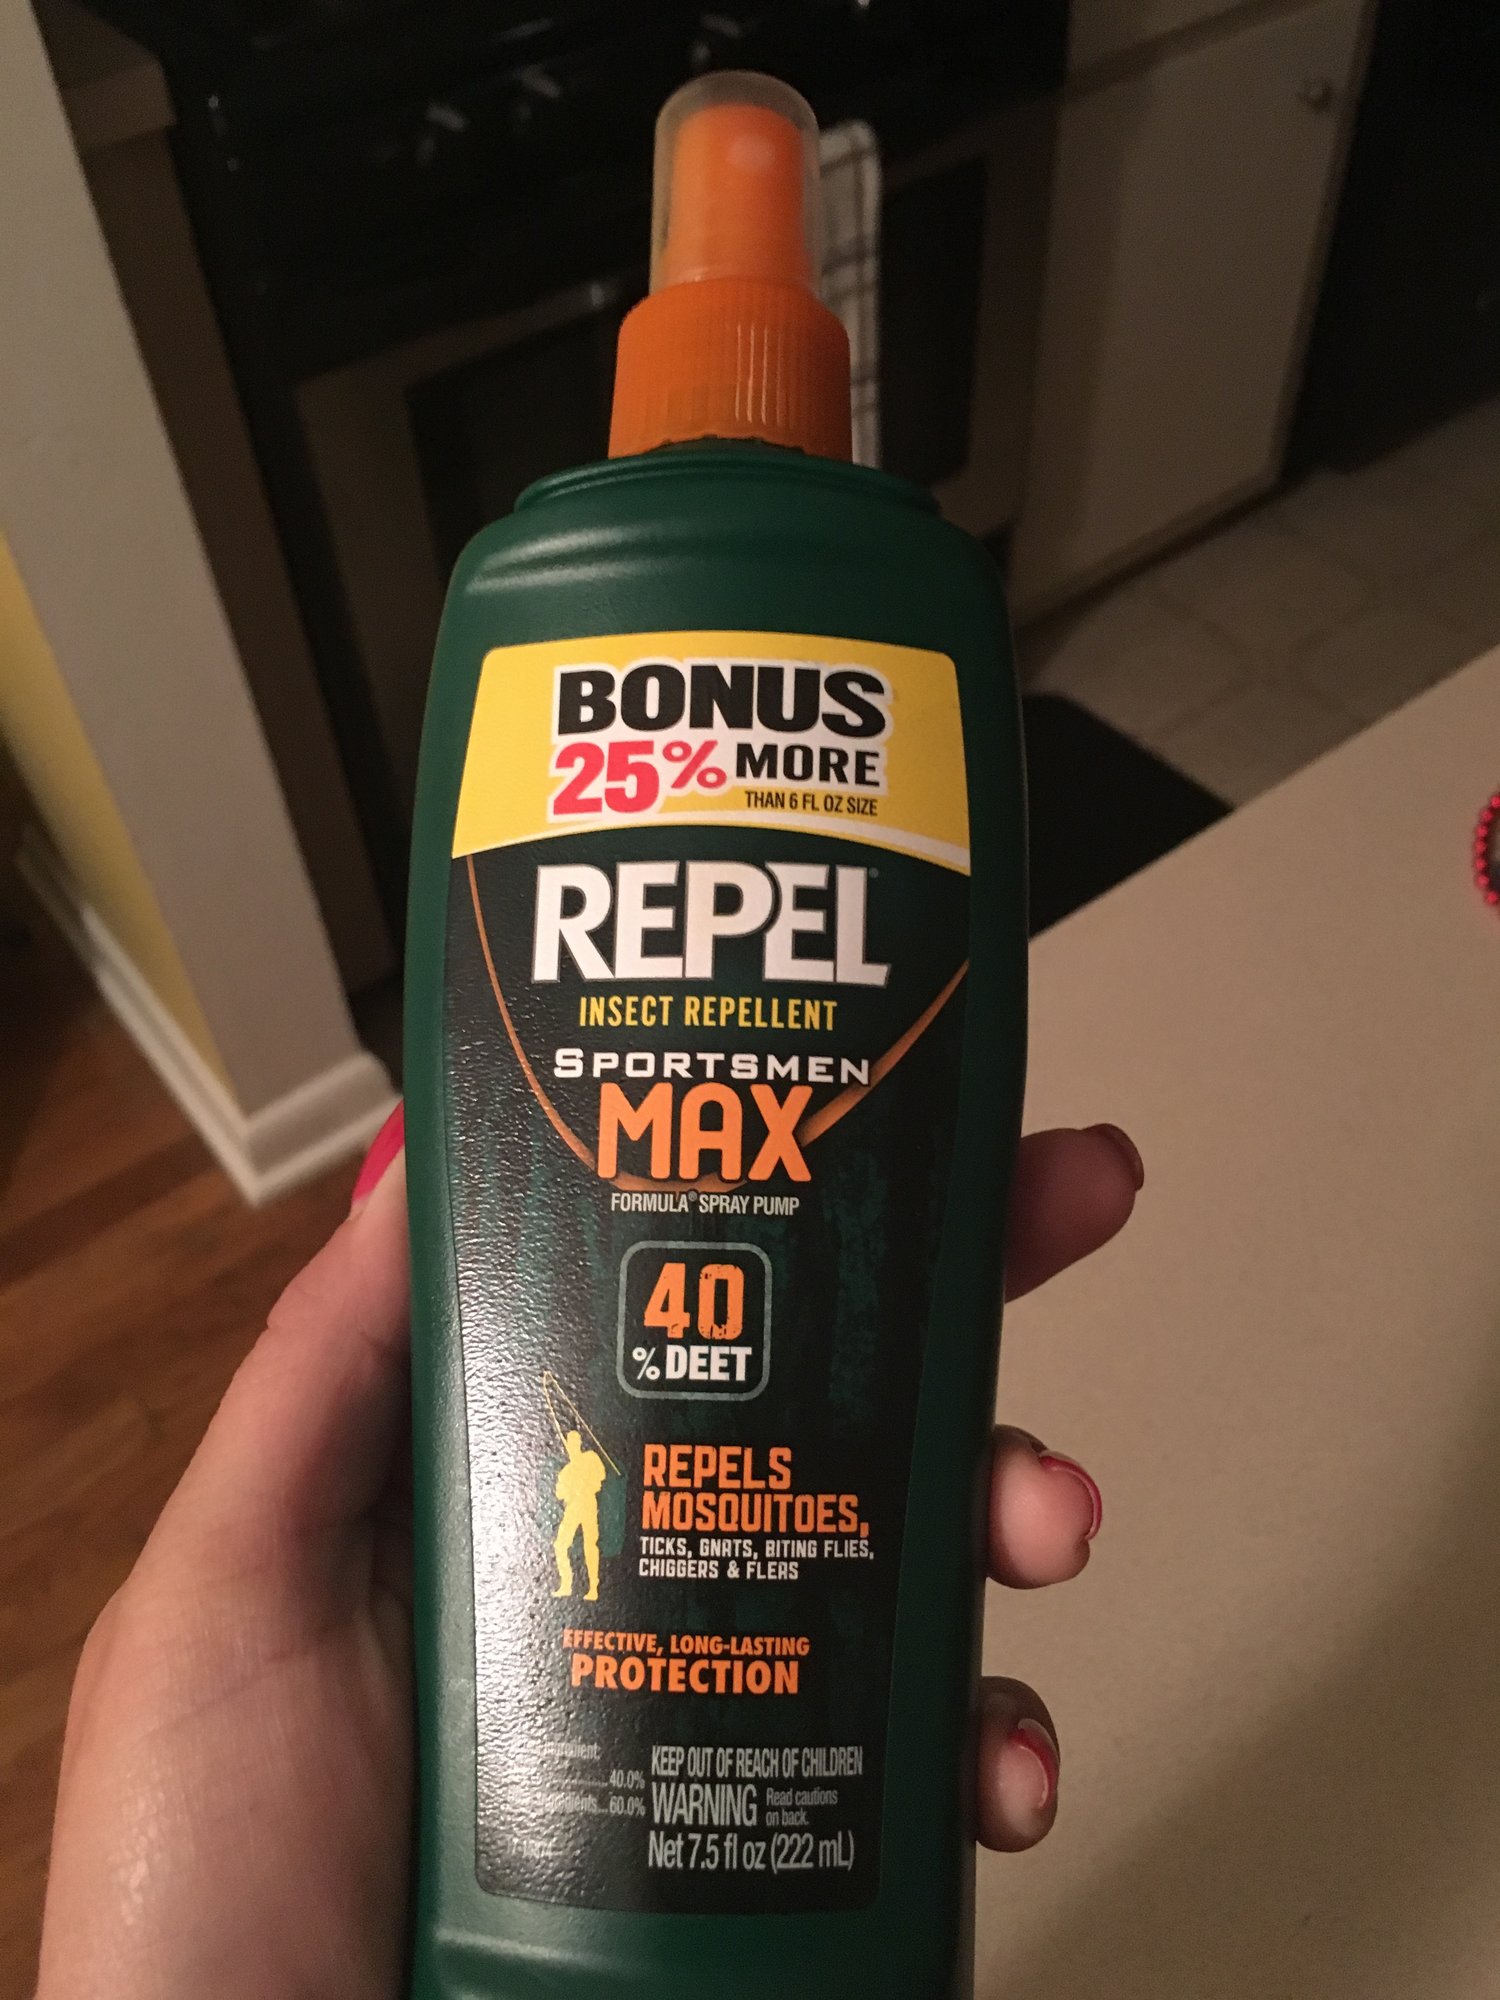 BONUS
25% MORE
THAN 6 FL OZ SIZE
REPEL
INSECT REPELLENT
SPORTSMEN
MAX
FORMULA® SPRAY PUMP
40
% DEET
REPELS
MOSQUITOES,
TICKS, GNATS, BITING FLIES,
CHIGGERS & FLEAS
EFFECTIVE, LONG-LASTING
PROTECTION
40.0%
60.0%
KEEP OUT OF REACH OF CHILDREN
WARNING Read cautions
on back.
Net 7.5 fl oz (222 mL)